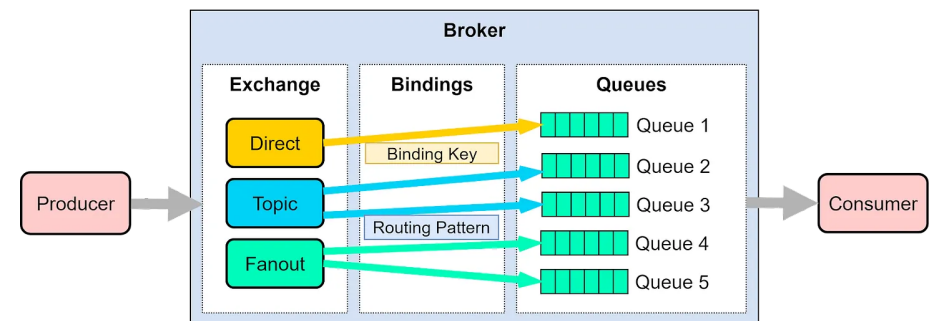 Broker
Exchange
Bindings
Queues
Direct
Binding Key
Queue 1
Queue 2
Producer
Topic
Queue 3
Consumer
Routing Pattern
Queue 4
Fanout
Queue 5